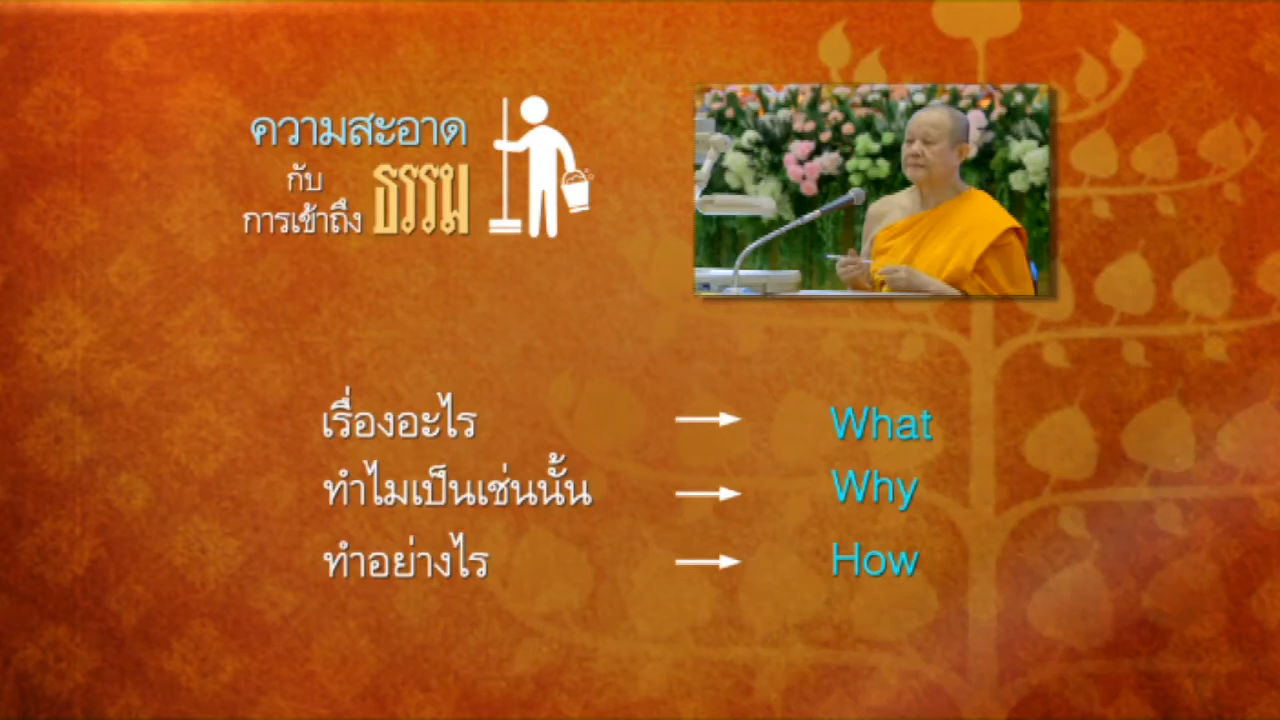 ความสะอาด
กับ
การเข้าถึง ธรรม
เรื่องอะไร → What
ทำไมเป็นเช่นนั้น → Why
ทำอย่างไร → How